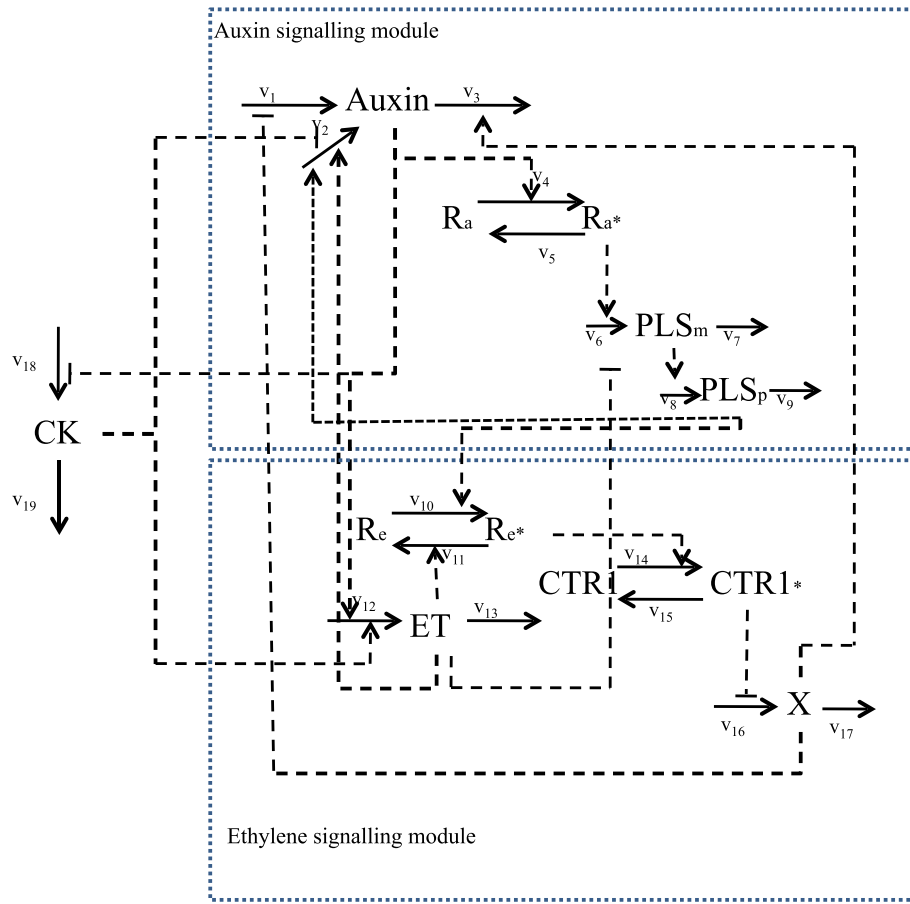 Auxin signalling module
v1
Auxin
v3
v2
v4
Ra
Ra*
v5
v6
PLSm
v7
v18
v8
PLSp
v9
CK
v19
v10
Re
Re*
v11
v14
CTR1
CTR1*
v12
ET
v13
v15
X
v16
v17
Ethylene signalling module